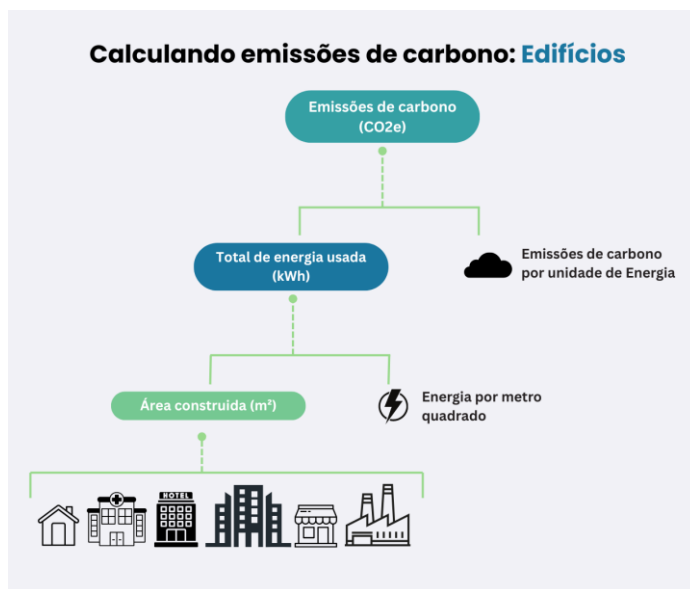 Calculando emissões de carbono: Edifícios
Emissões de carbono
(CO2e)
Total de energia usada
(kWh)
Emissões de carbono
por unidade de Energia
Área construida (m²)
Energia por metro
quadrado
HOTEL